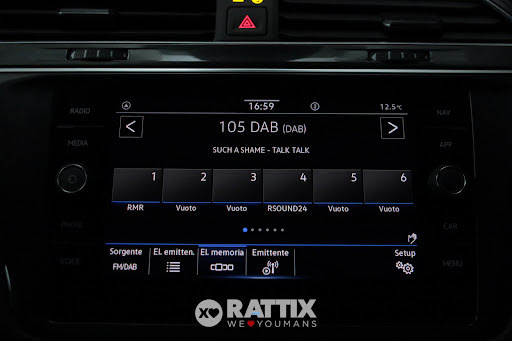 16:59
12.5°C
RADIO
NAV
105 DAB (DAB)
MEDIA
APP
SUCH A SHAME - TALK TALK
1 2 3 4 5 6
RMR Vuoto Vuoto RSOUND24 Vuoto Vuoto
PHONE
CAR
Sorgente EL emitten. EL memoria Emittente Setup
VOICE
FM/DAB
MENU
RATTIX
WE YOUMANS